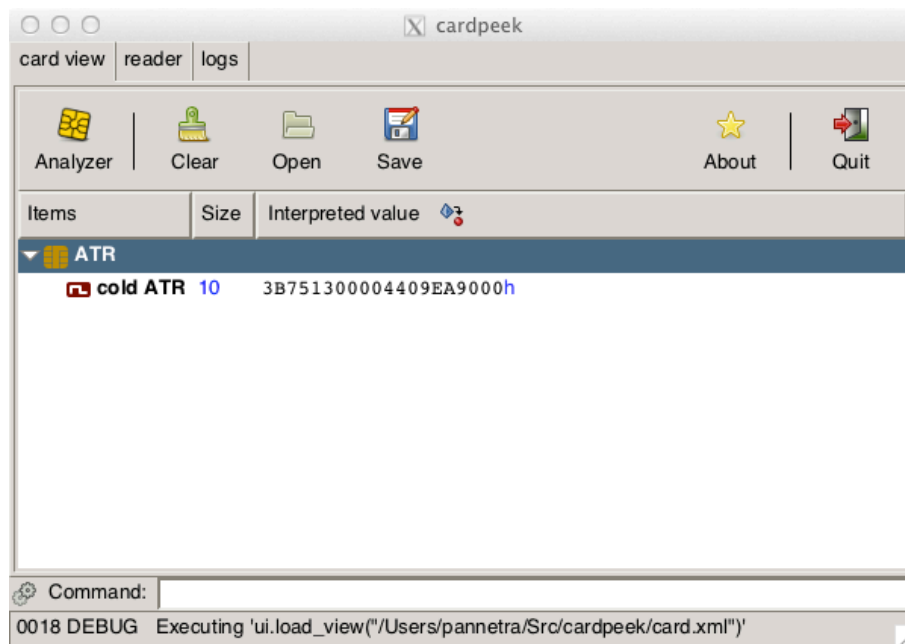 cardpeek
card view reader logs
Analyzer Clear Open Save About Quit
Items Size Interpreted value
ATR
cold ATR 10 3B751300004409EA9000h
Command:
0018 DEBUG Executing 'ui.load_view("/Users/pannetra/Src/cardpeek/card.xml")'